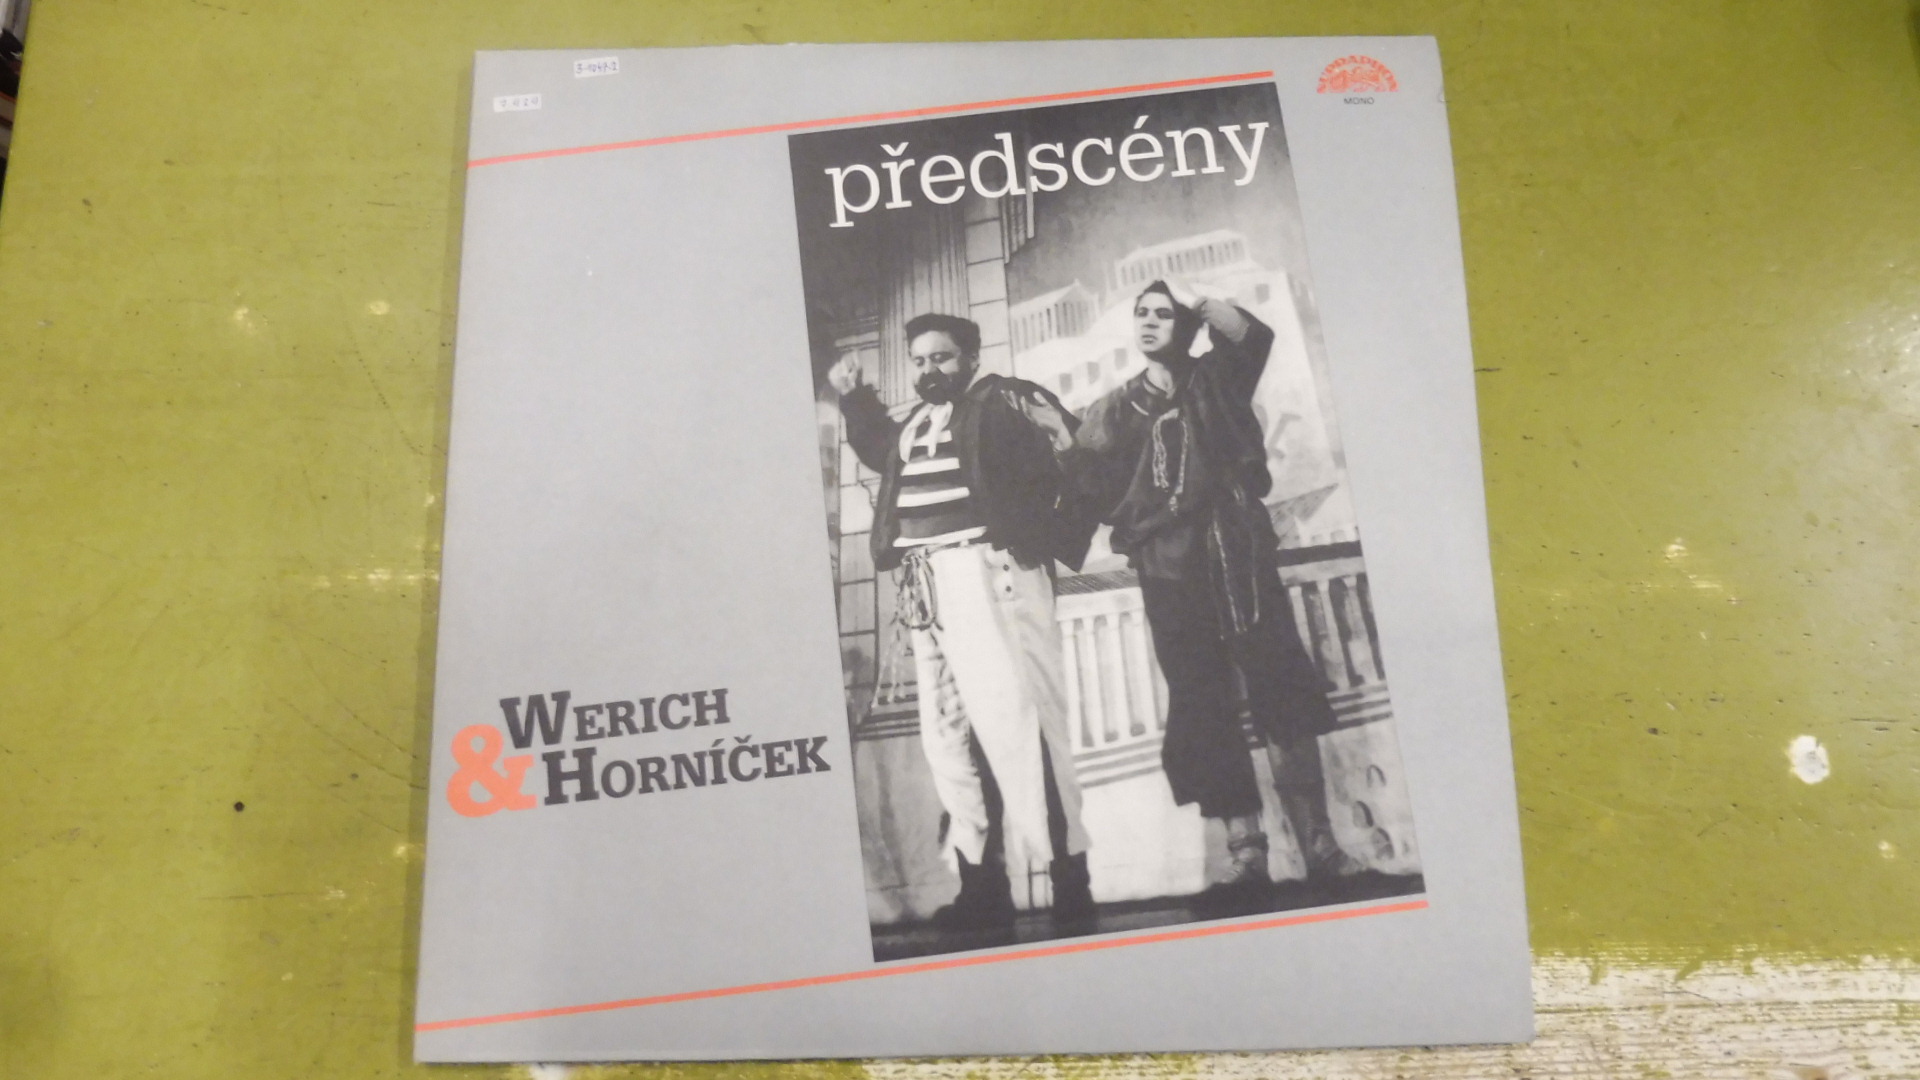 předscény
SUPRAPHON
MONO
WERICH
& HORNÍČEK